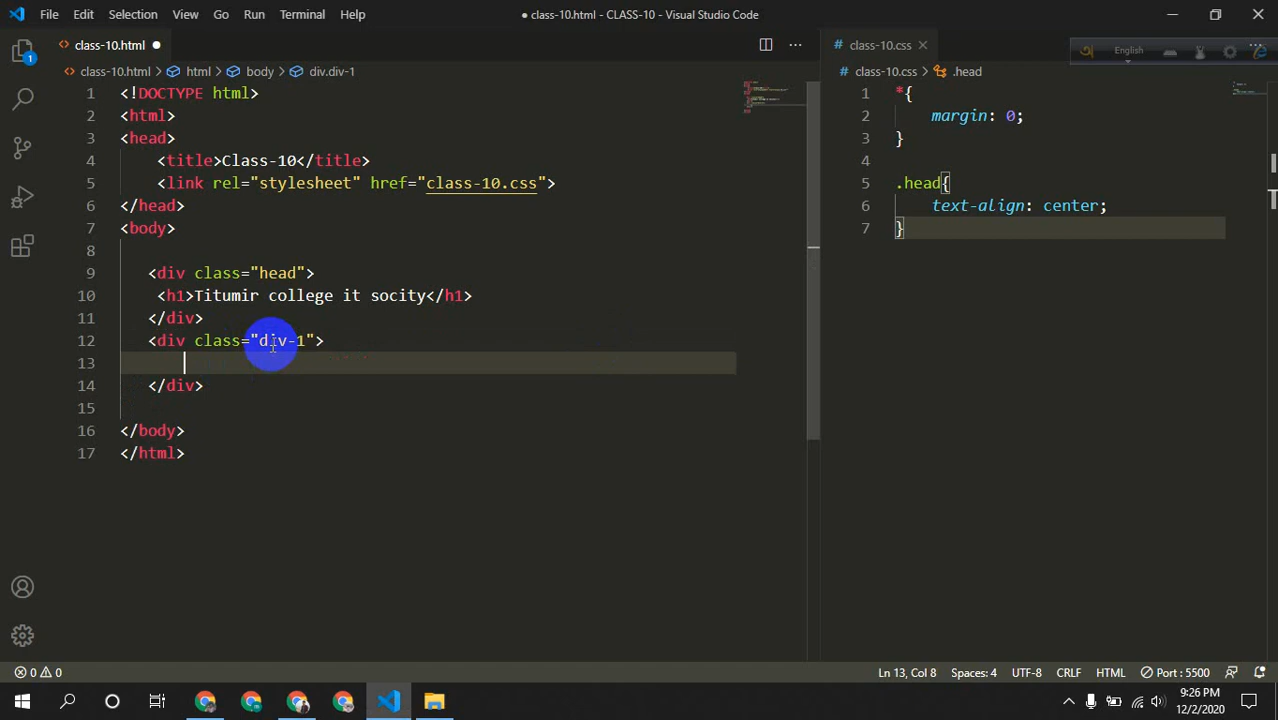 File Edit Selection View Go Run Terminal Help
● class-10.html - CLASS-10 - Visual Studio Code
class-10.html ●
class-10.html > html > body > div.div-1
1 <!DOCTYPE html>
2 <html>
3 <head>
4 <title>Class-10</title>
5 <link rel="stylesheet" href="class-10.css">
6 </head>
7 <body>
8
9 <div class="head">
10 <h1>Titumir college it socity</h1>
11 </div>
12 <div class="div-1">
13
14 </div>
15
16 </body>
17 </html>
# class-10.css
English
# class-10.css > .head
1 *{
2 margin: 0;
3 }
4
5 .head{
6 text-align: center;
7 }
1
0 0
Ln 13, Col 8 Spaces: 4 UTF-8 CRLF HTML Port : 5500
9:26 PM
12/2/2020